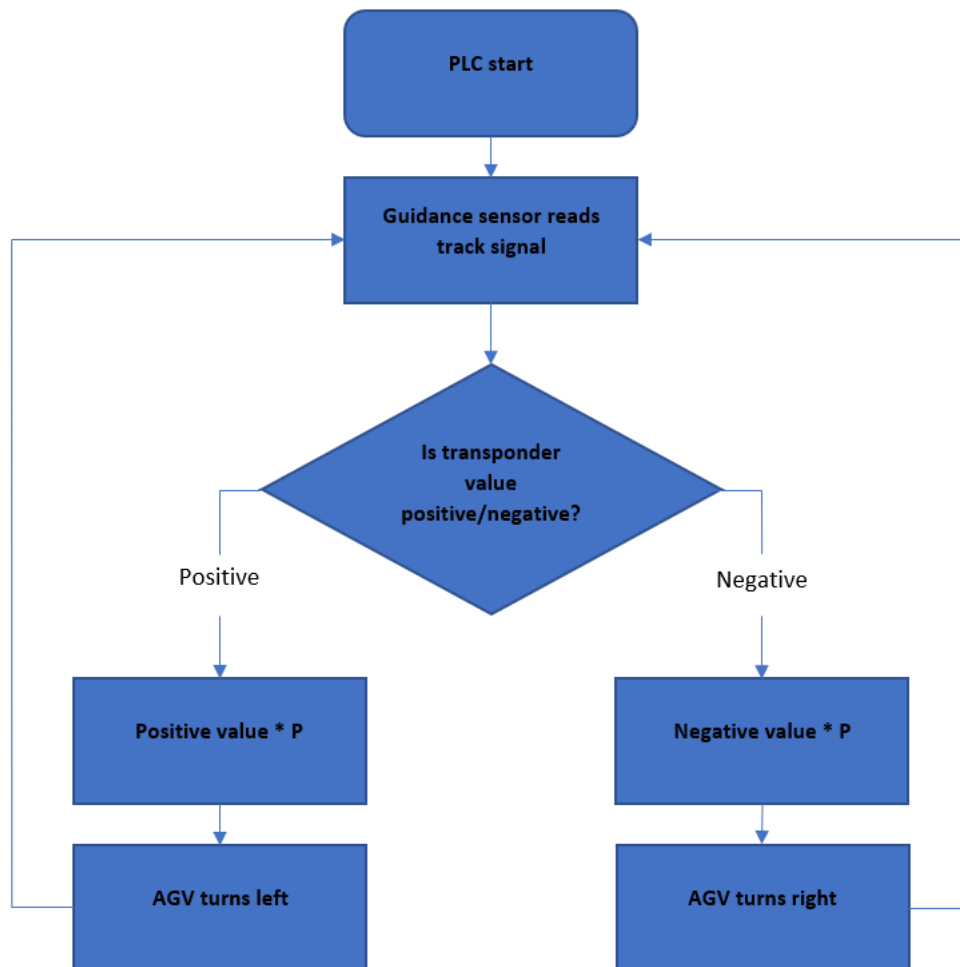 PLC start
Guidance sensor reads
track signal
Is transponder
value
positive/negative?
Positive
Negative
Positive value * P
Negative value * P
AGV turns left
AGV turns right